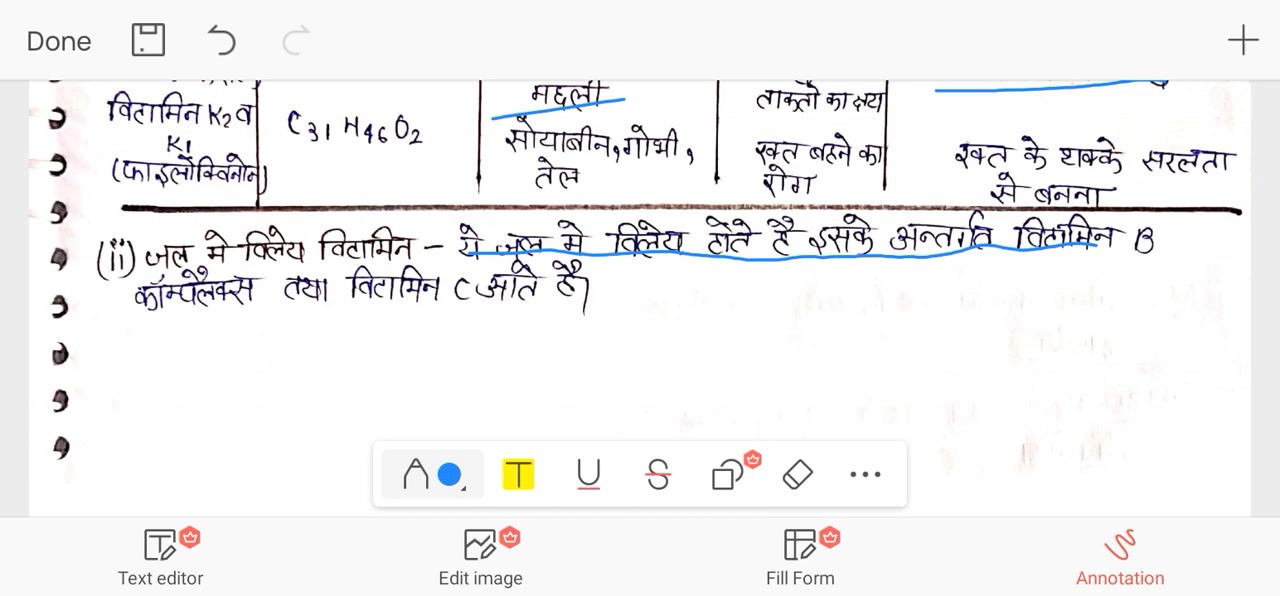 Done
मछली
ताकतो का क्षय
विटामिन K2 व
K1
(फाइलोक्विनोन)
C31 H46 O2
सोयाबीन, गोभी,
तेल
रक्त बहने का
रोग
रक्त के थक्के सरलता
से बनना
(ii) जल मे विलेय विटामिन - ये जल मे विलेय होते है इसके अन्तर्गत विटामिन B
कॉम्पलैक्स तथा विटामिन C आते है।
T
U
S
Text editor
Edit image
Fill Form
Annotation